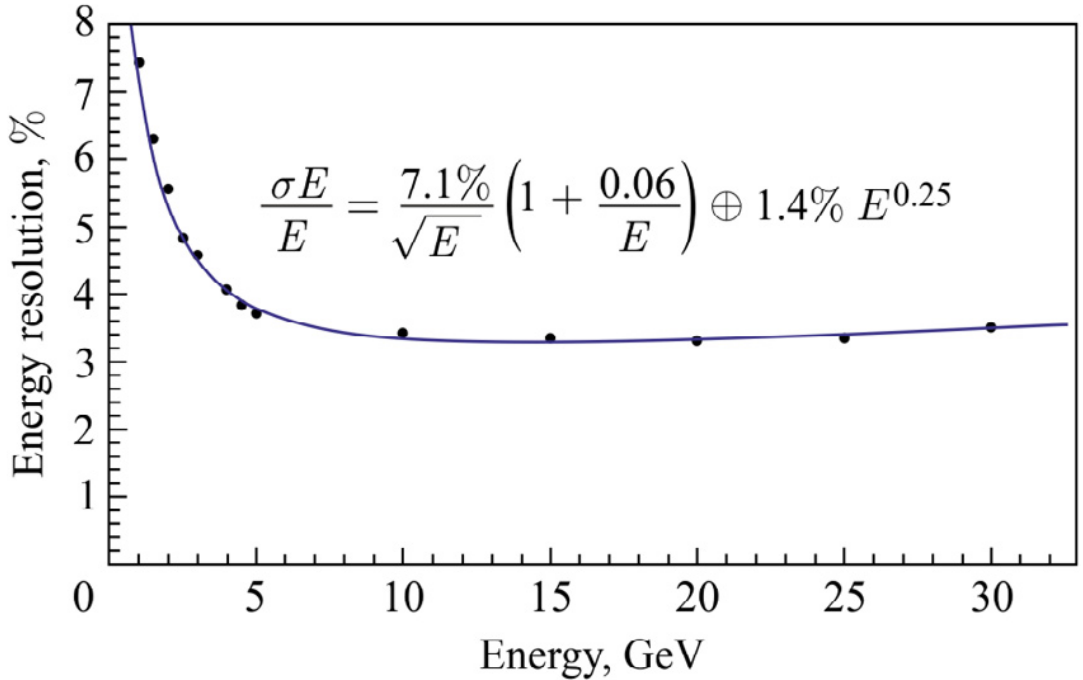 Energy resolution, %
8
7
6
5
4
3
2
1
0
σE/E = 7.1%/√E (1 + 0.06/E) ⊕ 1.4% E^0.25
5 10 15 20 25 30
Energy, GeV